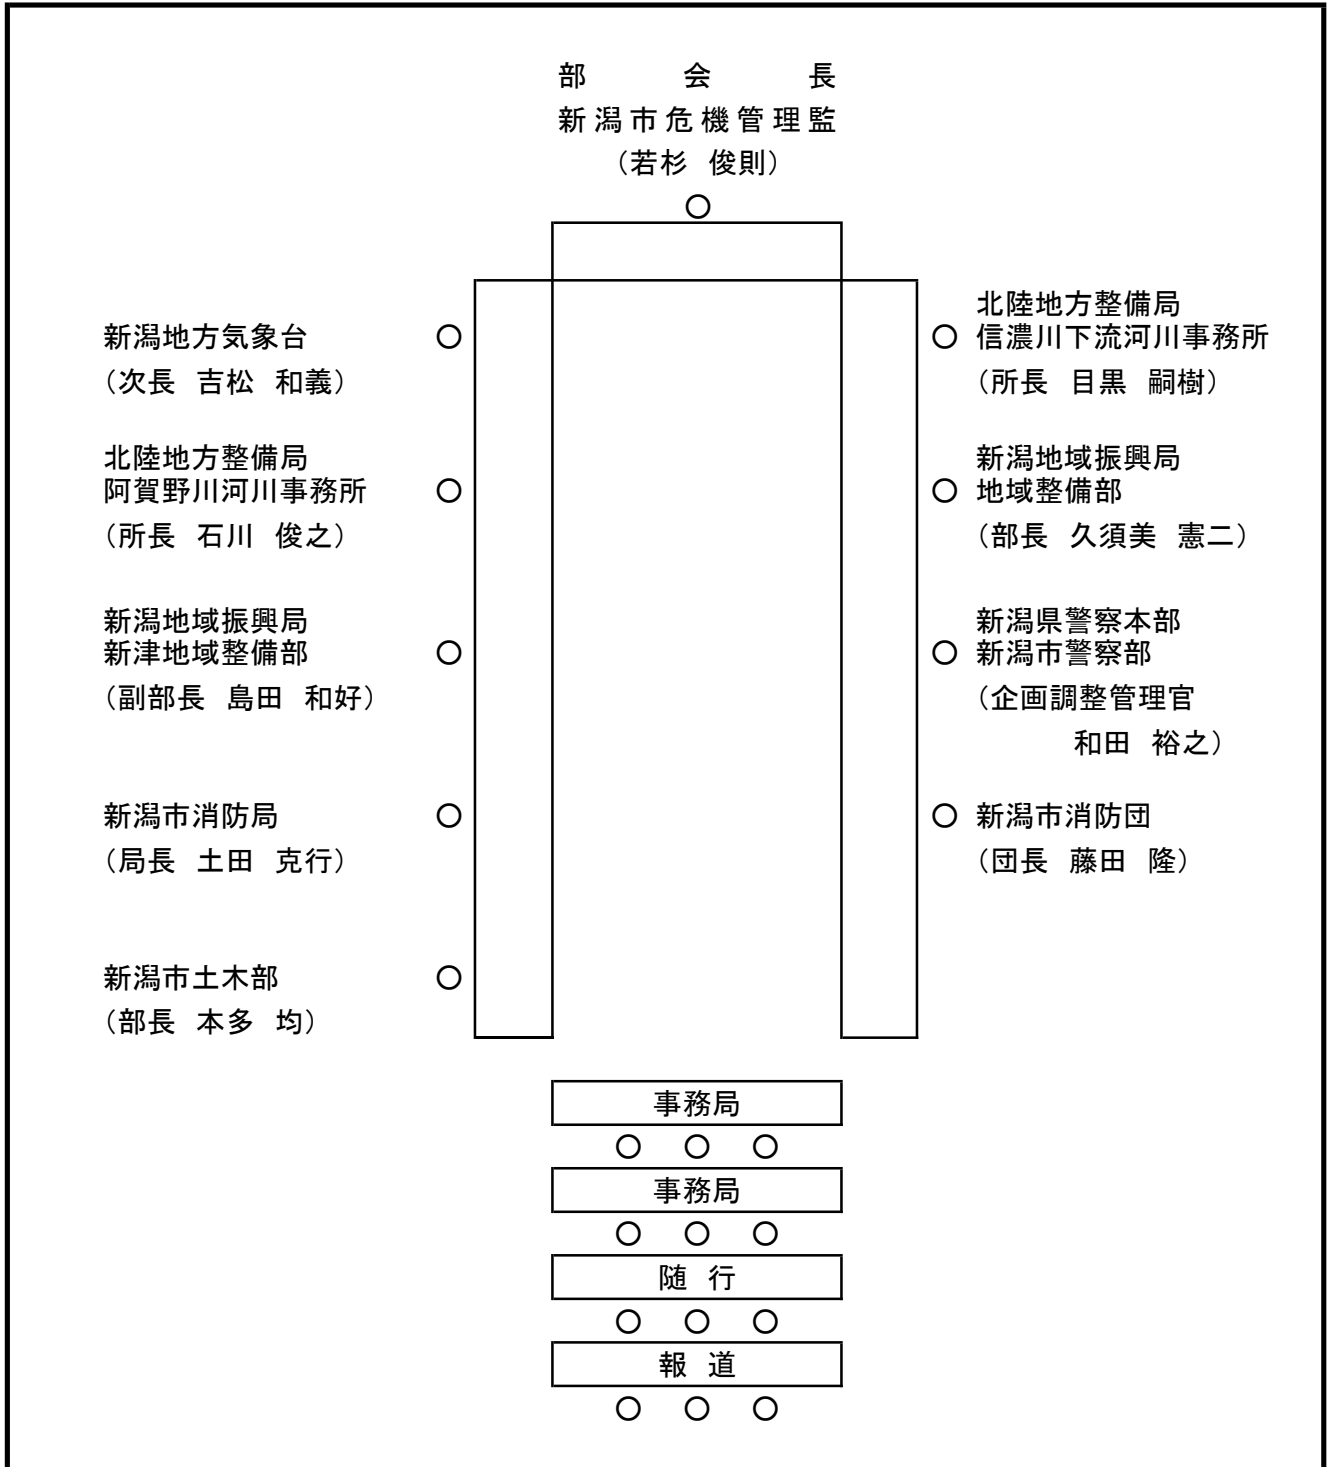 部会長
新潟市危機管理監
（若杉 俊則）
新潟地方気象台
（次長 吉松 和義）
北陸地方整備局
阿賀野川河川事務所
（所長 石川 俊之）
新潟地域振興局
新津地域整備部
（副部長 島田 和好）
新潟市消防局
（局長 土田 克行）
新潟市土木部
（部長 本多 均）
北陸地方整備局
信濃川下流河川事務所
（所長 目黒 嗣樹）
新潟地域振興局
地域整備部
（部長 久須美 憲二）
新潟県警察本部
新潟市警察部
（企画調整管理官
和田 裕之）
新潟市消防団
（団長 藤田 隆）
事務局
事務局
随行
報道